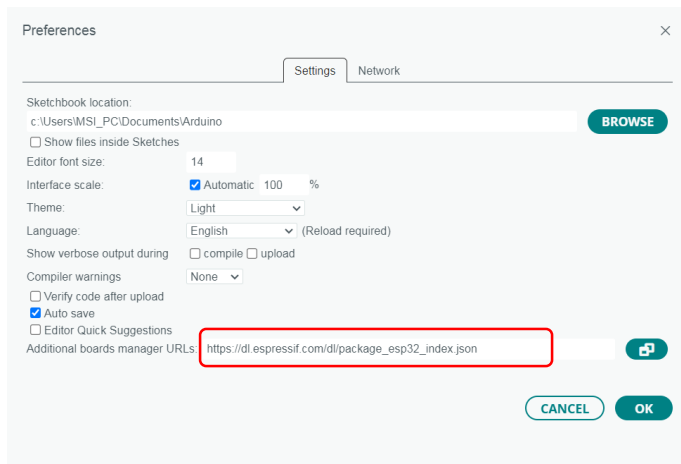 Preferences
Settings Network
Sketchbook location:
c:\Users\MSI_PC\Documents\Arduino
BROWSE
Show files inside Sketches
Editor font size: 14
Interface scale: Automatic 100 %
Theme: Light
Language: English (Reload required)
Show verbose output during compile upload
Compiler warnings None
Verify code after upload
Auto save
Editor Quick Suggestions
Additional boards manager URLs: https://dl.espressif.com/dl/package_esp32_index.json
CANCEL OK